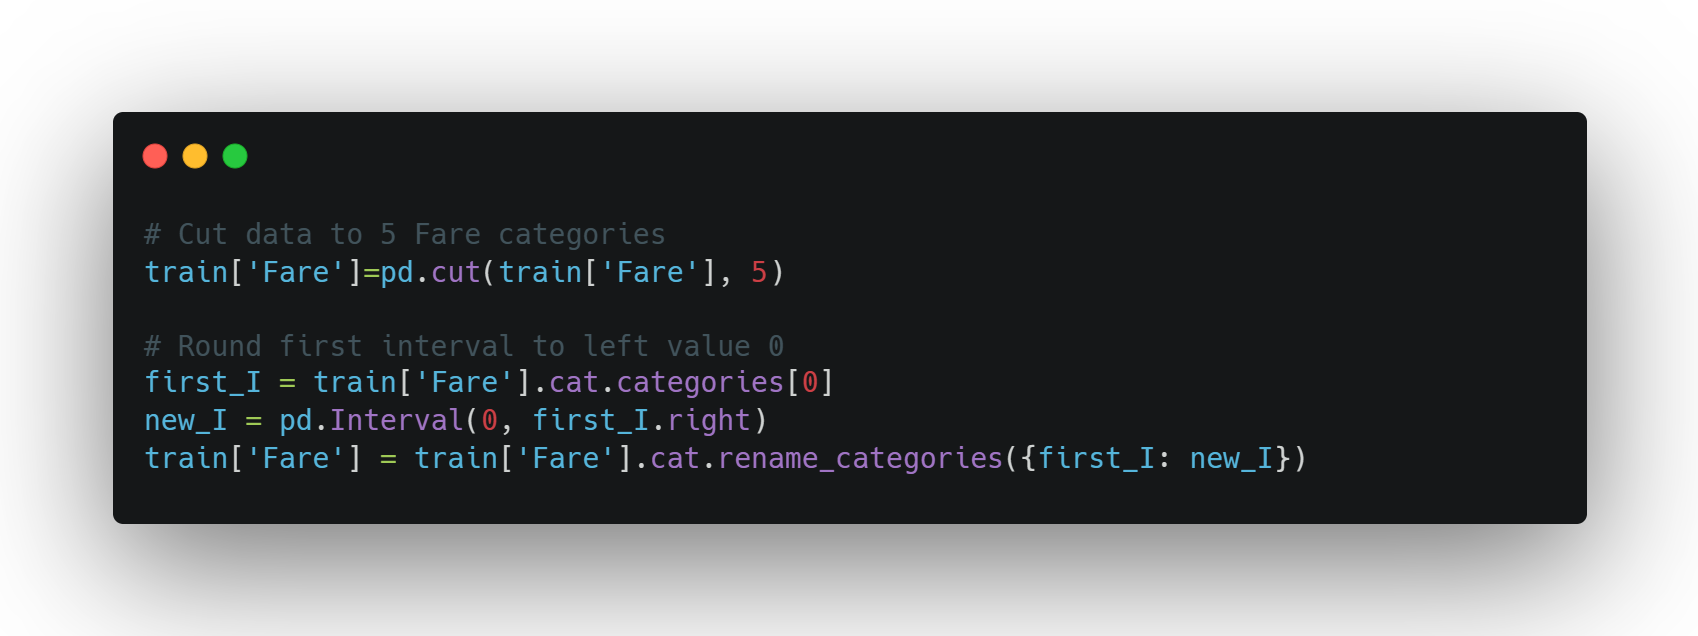 # Cut data to 5 Fare categories
train['Fare']=pd.cut(train['Fare'], 5)
# Round first interval to left value 0
first_I = train['Fare'].cat.categories[0]
new_I = pd.Interval(0, first_I.right)
train['Fare'] = train['Fare'].cat.rename_categories({first_I: new_I})